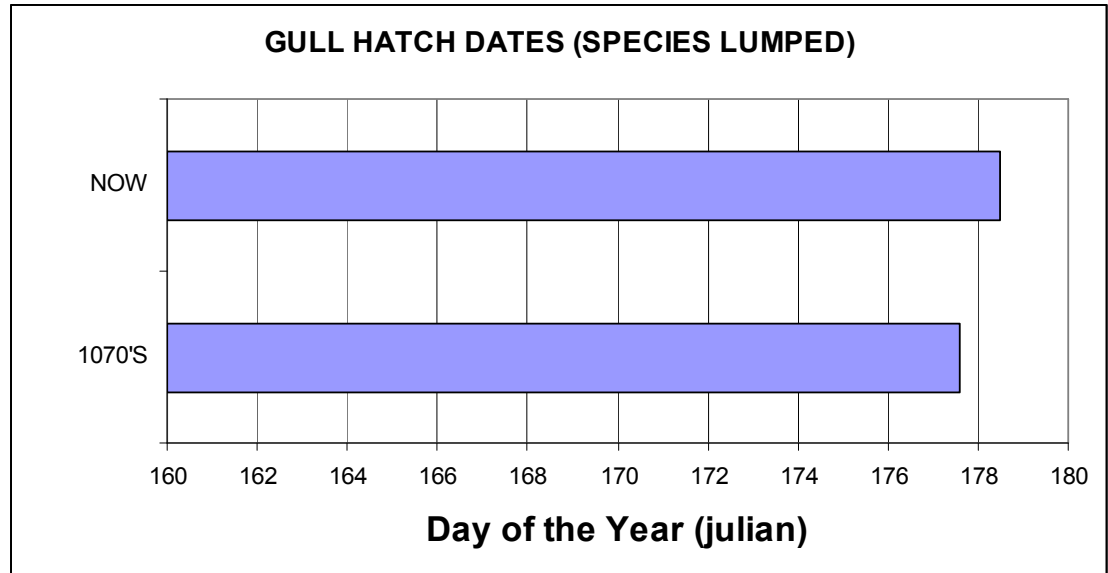 GULL HATCH DATES (SPECIES LUMPED)
NOW
1070'S
160 162 164 166 168 170 172 174 176 178 180
Day of the Year (julian)